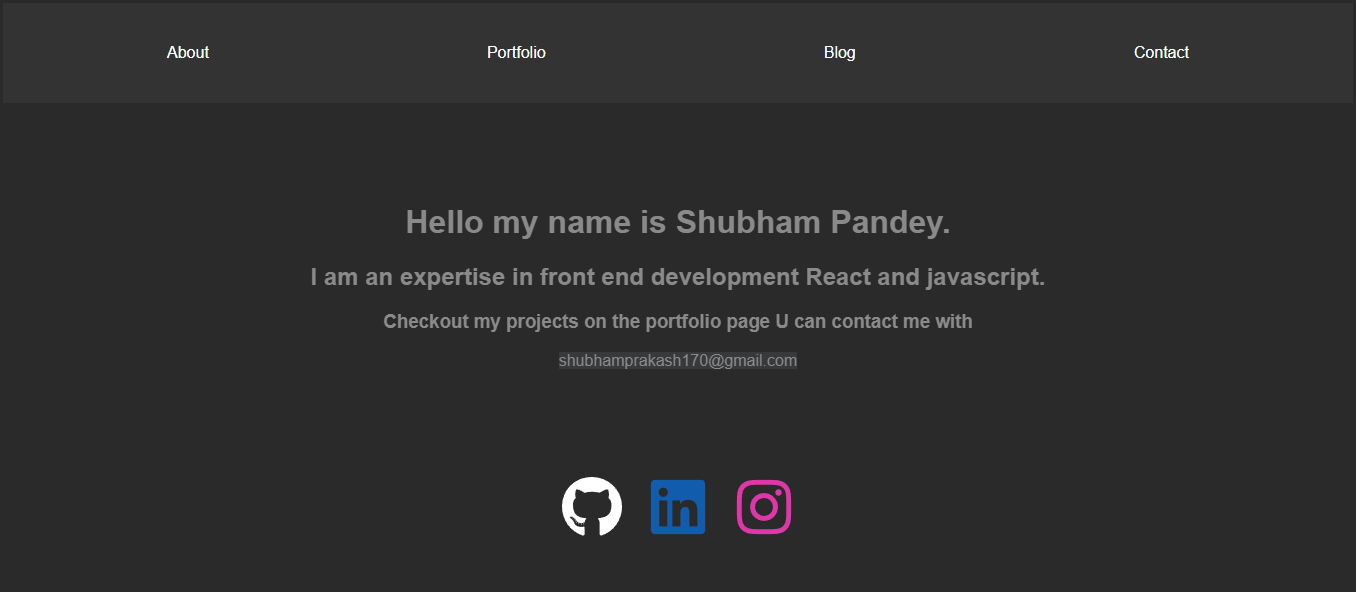 About
Portfolio
Blog
Contact
Hello my name is Shubham Pandey.
I am an expertise in front end development React and javascript.
Checkout my projects on the portfolio page U can contact me with
shubhamprakash170@gmail.com
in